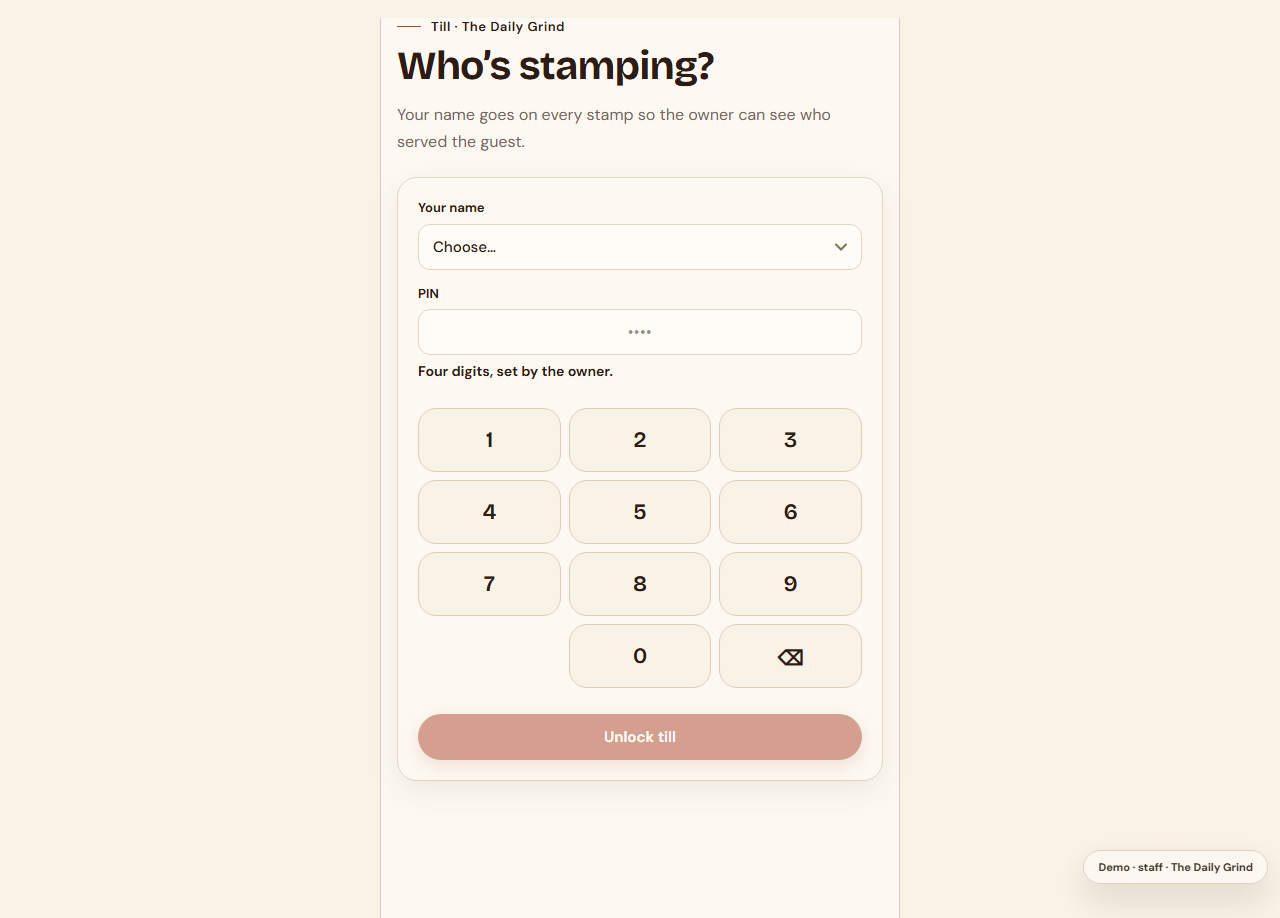 Till · The Daily Grind
Who's stamping?
Your name goes on every stamp so the owner can see who
served the guest.
Your name
Choose...
PIN
••••
Four digits, set by the owner.
1 2 3
4 5 6
7 8 9
0 ⌫
Unlock till
Demo · staff · The Daily Grind